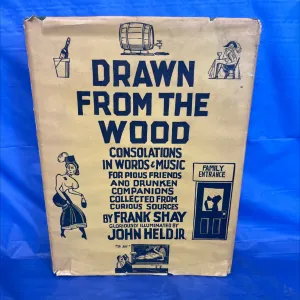 DRAWN
FROM THE
WOOD
CONSOLATIONS
IN WORDS & MUSIC
FOR PIOUS FRIENDS
AND DRUNKEN
COMPANIONS
COLLECTED FROM
CURIOUS SOURCES
BY FRANK SHAY
GLORIOUSLY ILLUMINATED BY
JOHN HELD JR.
FAMILY
ENTRANCE